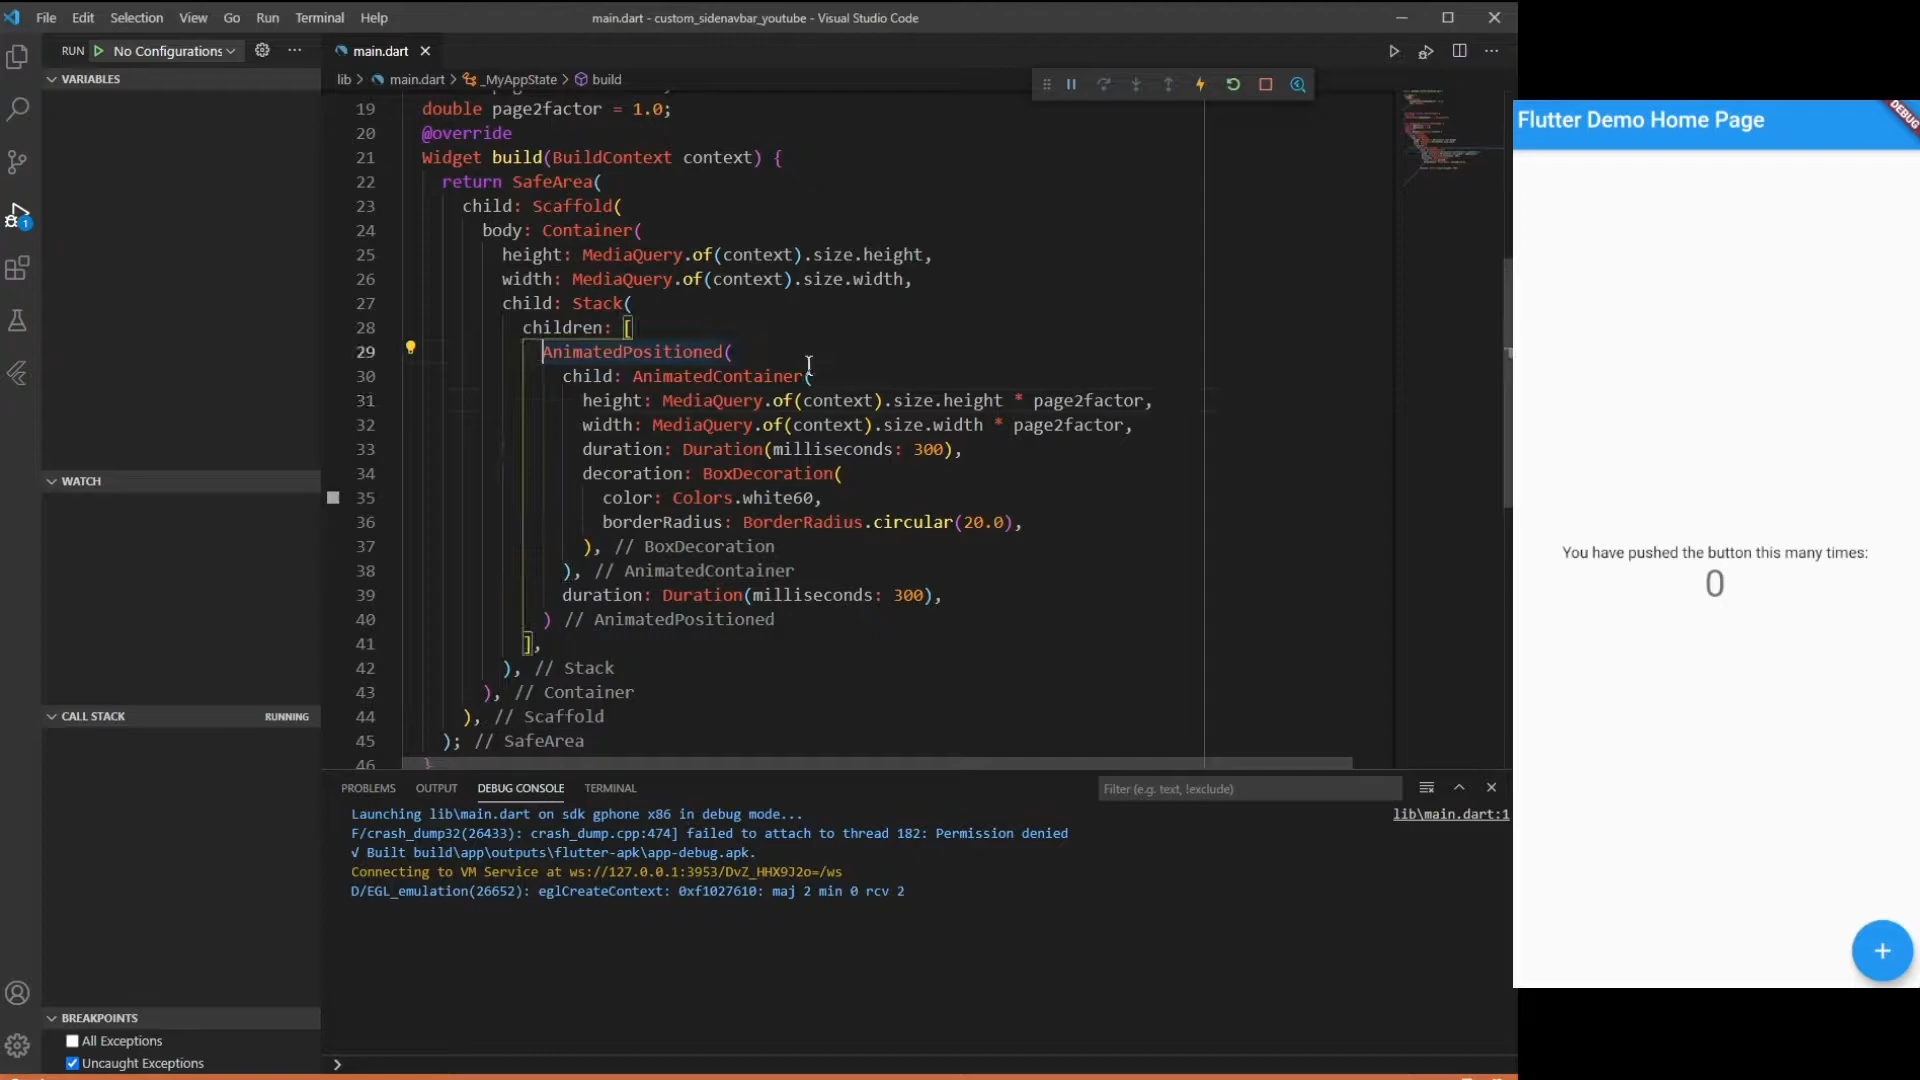 File Edit Selection View Go Run Terminal Help
main.dart - custom_sidenavbar_youtube - Visual Studio Code
RUN No Configurations
main.dart
VARIABLES
lib > main.dart > _MyAppState > build
19 double page2factor = 1.0;
20 @override
21 Widget build(BuildContext context) {
22 return SafeArea(
23 child: Scaffold(
24 body: Container(
25 height: MediaQuery.of(context).size.height,
26 width: MediaQuery.of(context).size.width,
27 child: Stack(
28 children: [
29 AnimatedPositioned(
30 child: AnimatedContainer(
31 height: MediaQuery.of(context).size.height * page2factor,
32 width: MediaQuery.of(context).size.width * page2factor,
33 duration: Duration(milliseconds: 300),
34 decoration: BoxDecoration(
35 color: Colors.white60,
36 borderRadius: BorderRadius.circular(20.0),
37 ), // BoxDecoration
38 ), // AnimatedContainer
39 duration: Duration(milliseconds: 300),
40 ) // AnimatedPositioned
41 ],
42 ), // Stack
43 ), // Container
44 ), // Scaffold
45 ); // SafeArea
46 }
1
WATCH
CALL STACK
RUNNING
BREAKPOINTS
All Exceptions
Uncaught Exceptions
PROBLEMS OUTPUT DEBUG CONSOLE TERMINAL
Filter (e.g. text, !exclude)
Launching lib\main.dart on sdk gphone x86 in debug mode...
lib\main.dart:1
F/crash_dump32(26433): crash_dump.cpp:474] failed to attach to thread 182: Permission denied
√ Built build\app\outputs\flutter-apk\app-debug.apk.
Connecting to VM Service at ws://127.0.0.1:3953/DvZ_HHX9J2o=/ws
D/EGL_emulation(26652): eglCreateContext: 0xf1027610: maj 2 min 0 rcv 2
Flutter Demo Home Page
DEBUG
You have pushed the button this many times:
0
+